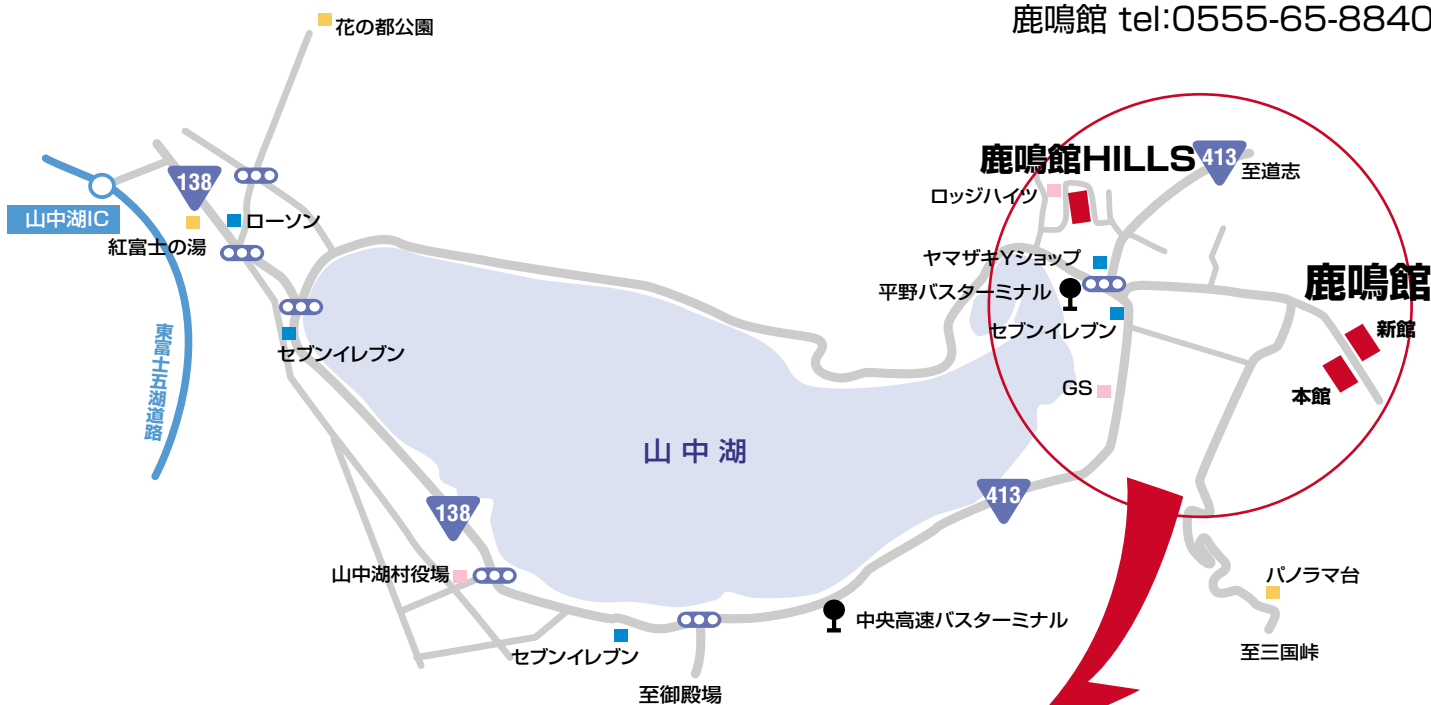 鹿鳴館 tel:0555-65-8840
花の都公園
鹿鳴館HILLS
413
至道志
138
ロッジハイツ
山中湖IC
ローソン
紅富士の湯
ヤマザキYショップ
平野バスターミナル
鹿鳴館
セブンイレブン
新館
東富士五湖道路
セブンイレブン
GS
本館
山中湖
413
138
山中湖村役場
パノラマ台
中央高速バスターミナル
セブンイレブン
至三国峠
至御殿場